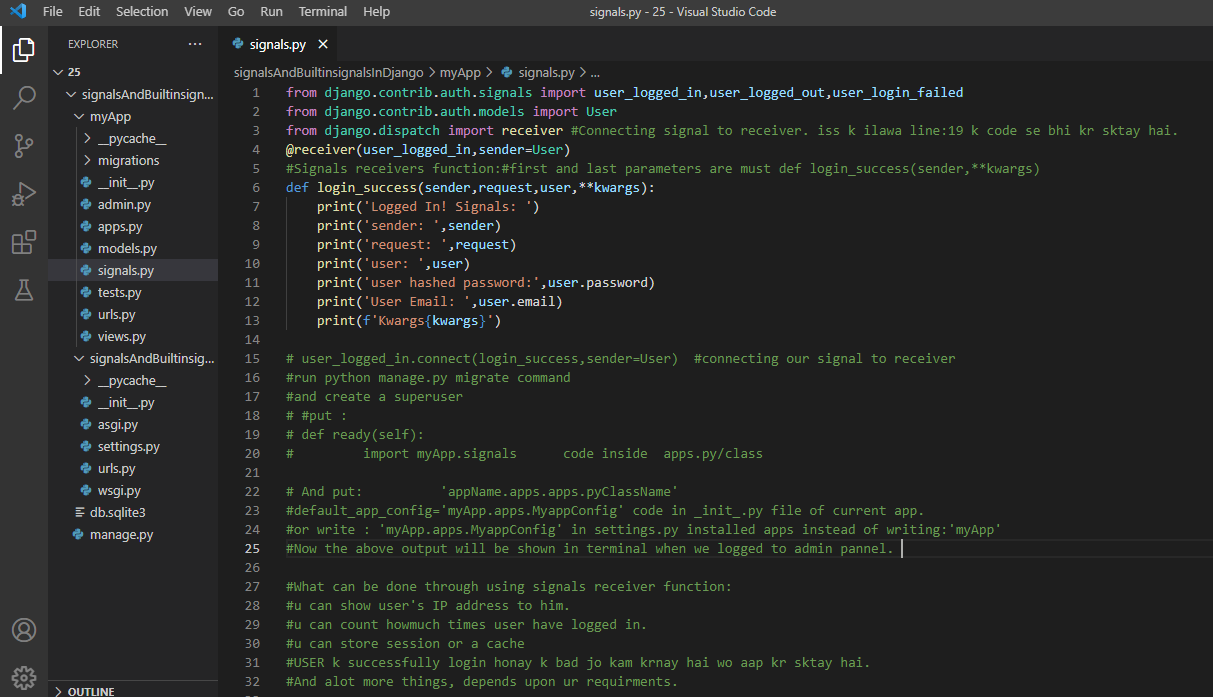 File Edit Selection View Go Run Terminal Help signals.py - 25 - Visual Studio Code
EXPLORER ···
25
signalsAndBuiltinsign...
myApp
__pycache__
migrations
__init__.py
admin.py
apps.py
models.py
signals.py
tests.py
urls.py
views.py
signalsAndBuiltinsig...
__pycache__
__init__.py
asgi.py
settings.py
urls.py
wsgi.py
db.sqlite3
manage.py
OUTLINE
signals.py
signalsAndBuiltinsignalsInDjango > myApp > signals.py > ...
1 from django.contrib.auth.signals import user_logged_in,user_logged_out,user_login_failed
2 from django.contrib.auth.models import User
3 from django.dispatch import receiver #Connecting signal to receiver. iss k ilawa line:19 k code se bhi kr sktay hai.
4 @receiver(user_logged_in,sender=User)
5 #Signals receivers function:#first and last parameters are must def login_success(sender,**kwargs)
6 def login_success(sender,request,user,**kwargs):
7     print('Logged In! Signals: ')
8     print('sender: ',sender)
9     print('request: ',request)
10     print('user: ',user)
11     print('user hashed password:',user.password)
12     print('User Email: ',user.email)
13     print(f'Kwargs{kwargs}')
14
15 # user_logged_in.connect(login_success,sender=User)  #connecting our signal to receiver
16 #run python manage.py migrate command
17 #and create a superuser
18 # #put :
19 # def ready(self):
20 #         import myApp.signals      code inside  apps.py/class
21
22 # And put:          'appName.apps.apps.pyClassName'
23 #default_app_config='myApp.apps.MyappConfig' code in _init_.py file of current app.
24 #or write : 'myApp.apps.MyappConfig' in settings.py installed apps instead of writing:'myApp'
25 #Now the above output will be shown in terminal when we logged to admin pannel.
26
27 #What can be done through using signals receiver function:
28 #u can show user's IP address to him.
29 #u can count howmuch times user have logged in.
30 #u can store session or a cache
31 #USER k successfully login honay k bad jo kam krnay hai wo aap kr sktay hai.
32 #And alot more things, depends upon ur requirments.